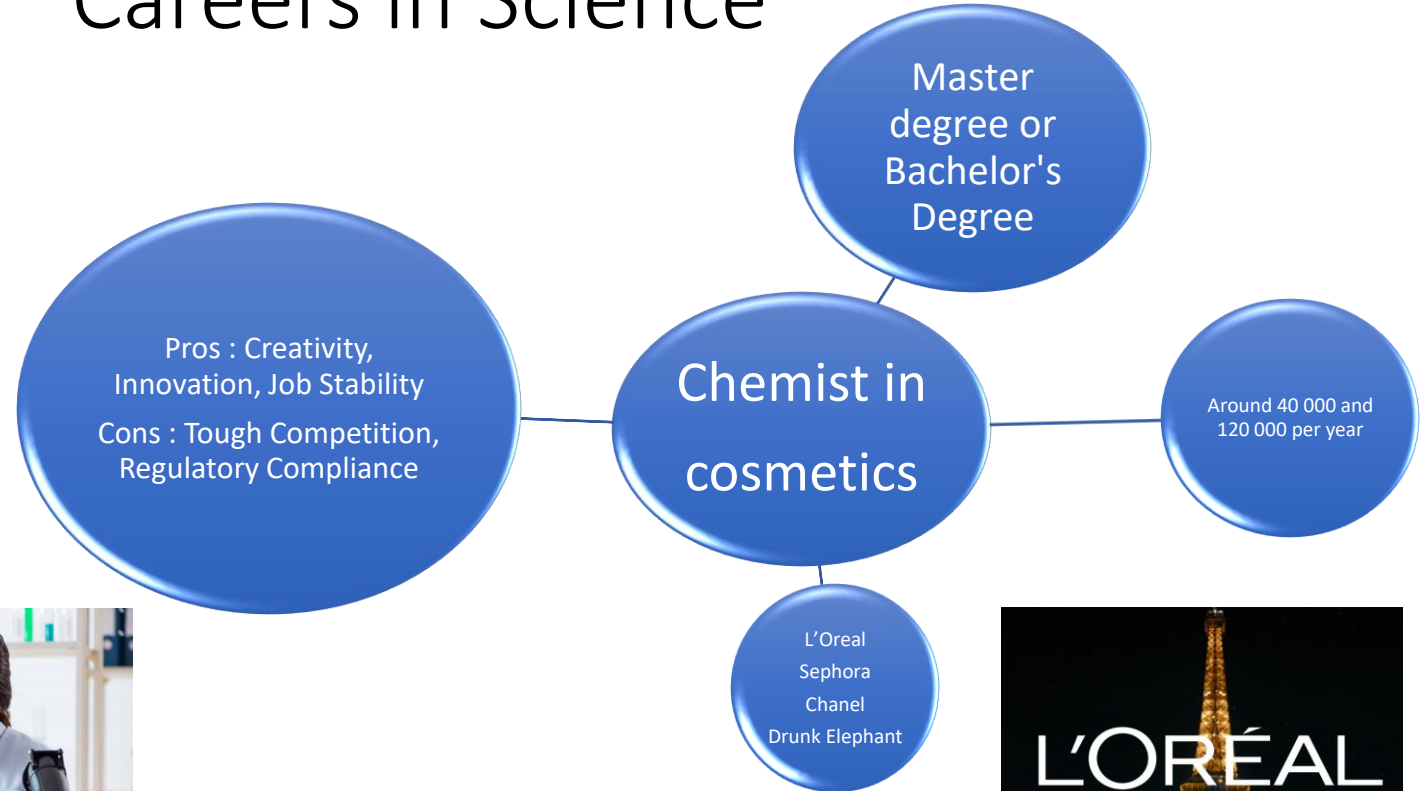 Careers in Science
Master
degree or
Bachelor's
Degree
Pros : Creativity,
Innovation, Job Stability
Cons : Tough Competition,
Regulatory Compliance
Chemist in
cosmetics
Around 40 000 and
120 000 per year
L'Oreal
Sephora
Chanel
Drunk Elephant
L'ORÉAL